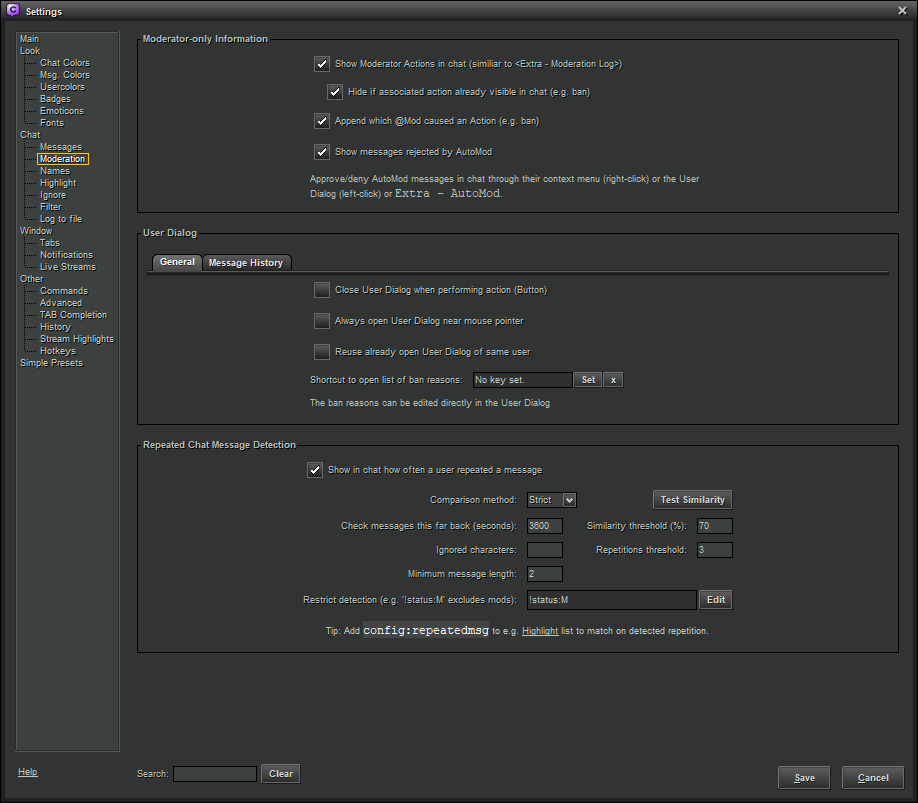 Settings
Main
Look
Chat Colors
Msg. Colors
Usercolors
Badges
Emoticons
Fonts
Chat
Messages
Moderation
Names
Highlight
Ignore
Filter
Log to file
Window
Tabs
Notifications
Live Streams
Other
Commands
Advanced
TAB Completion
History
Stream Highlights
Hotkeys
Simple Presets
Help
Moderator-only Information
Show Moderator Actions in chat (similiar to <Extra - Moderation Log>)
Hide if associated action already visible in chat (e.g. ban)
Append which @Mod caused an Action (e.g. ban)
Show messages rejected by AutoMod
Approve/deny AutoMod messages in chat through their context menu (right-click) or the User
Dialog (left-click) or Extra - AutoMod.
User Dialog
General Message History
Close User Dialog when performing action (Button)
Always open User Dialog near mouse pointer
Reuse already open User Dialog of same user
Shortcut to open list of ban reasons: No key set. Set x
The ban reasons can be edited directly in the User Dialog
Repeated Chat Message Detection
Show in chat how often a user repeated a message
Comparison method: Strict Test Similarity
Check messages this far back (seconds): 3600 Similarity threshold (%): 70
Ignored characters: Repetitions threshold: 3
Minimum message length: 2
Restrict detection (e.g. '!status:M' excludes mods): !status:M Edit
Tip: Add config:repeatedmsg to e.g. Highlight list to match on detected repetition.
Search: Clear
Save Cancel